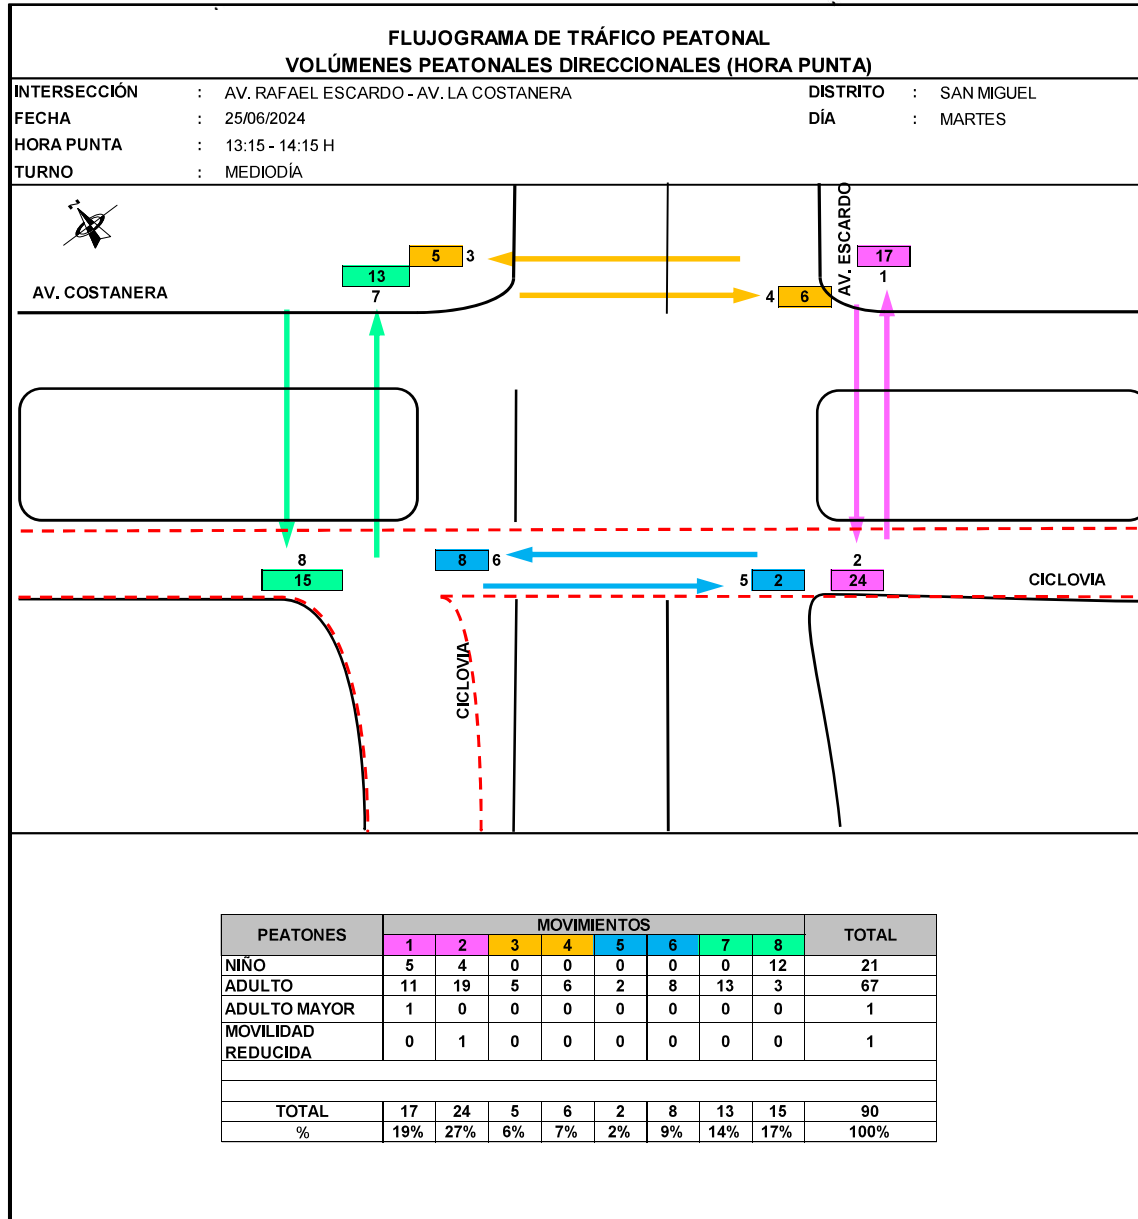 FLUJOGRAMA DE TRÁFICO PEATONAL
VOLÚMENES PEATONALES DIRECCIONALES (HORA PUNTA)
INTERSECCIÓN : AV. RAFAEL ESCARDO - AV. LA COSTANERA DISTRITO : SAN MIGUEL
FECHA : 25/06/2024 DÍA : MARTES
HORA PUNTA : 13:15 - 14:15 H
TURNO : MEDIODÍA
N
AV. ESCARDO
5 3
17
13
1
AV. COSTANERA
7
4 6
8
8 6
2
15
5 2
24
CICLOVIA
CICLOVIA
PEATONES MOVIMIENTOS TOTAL
1 2 3 4 5 6 7 8
NIÑO 5 4 0 0 0 0 0 12 21
ADULTO 11 19 5 6 2 8 13 3 67
ADULTO MAYOR 1 0 0 0 0 0 0 0 1
MOVILIDAD
REDUCIDA 0 1 0 0 0 0 0 0 1
TOTAL 17 24 5 6 2 8 13 15 90
% 19% 27% 6% 7% 2% 9% 14% 17% 100%